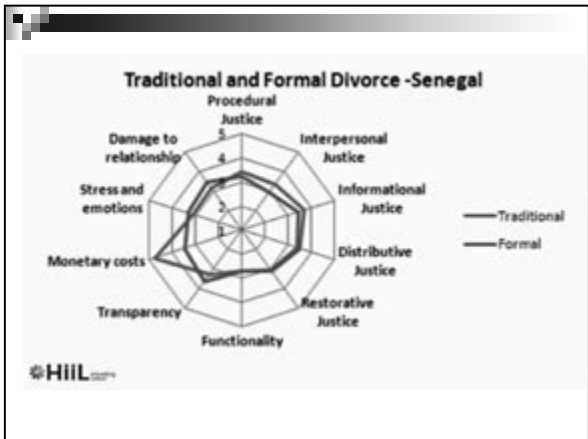 Traditional and Formal Divorce -Senegal
Procedural
Justice
Damage to
relationship
Interpersonal
Justice
5
4
3
2
1
Stress and
emotions
Informational
Justice
Traditional
Formal
Monetary costs
Distributive
Justice
Transparency
Restorative
Justice
Functionality
HiiL